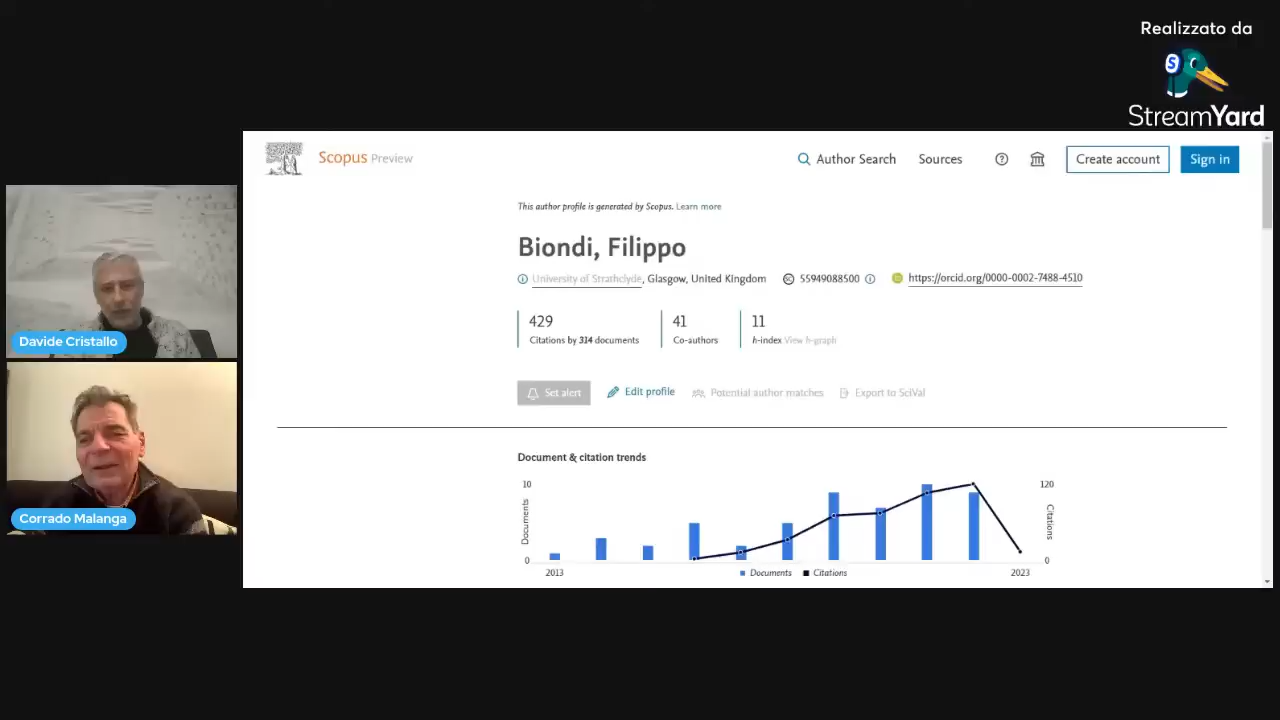 Realizzato da
StreamYard
Scopus Preview
Author Search
Sources
Create account
Sign in
This author profile is generated by Scopus. Learn more
Biondi, Filippo
University of Strathclyde, Glasgow, United Kingdom
SC
55949088500
https://orcid.org/0000-0002-7488-4510
429
41
11
Citations by 314 documents
Co-authors
h-index View h-graph
Set alert
Edit profile
Potential author matches
Export to SciVal
Document & citation trends
10
120
Documents
Citations
0
0
2013
Documents
Citations
2023
Davide Cristallo
Corrado Malanga